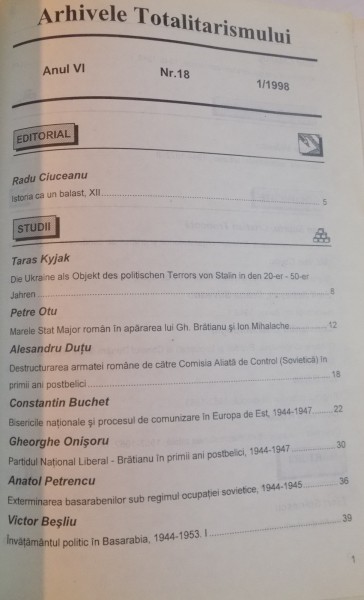 Arhivele Totalitarismului
Anul VI Nr.18 1/1998
EDITORIAL
Radu Ciuceanu
Istoria ca un balast, XII 5
STUDII
Taras Kyjak
Die Ukraine als Objekt des politischen Terrors von Stalin in den 20-er - 50-er
Jahren 8
Petre Otu
Marele Stat Major român în apărarea lui Gh. Brătianu şi Ion Mihalache 12
Alesandru Duţu
Destructurarea armatei române de către Comisia Aliată de Control (Sovietică) în
primii ani postbelici 18
Constantin Buchet
Bisericile naţionale şi procesul de comunizare în Europa de Est, 1944-1947 22
Gheorghe Onişoru
Partidul Naţional Liberal - Brătianu în primii ani postbelici, 1944-1947 30
Anatol Petrencu
Exterminarea basarabenilor sub regimul ocupaţiei sovietice, 1944-1945 36
Victor Beşliu
Învăţământul politic în Basarabia, 1944-1953. I 39
1